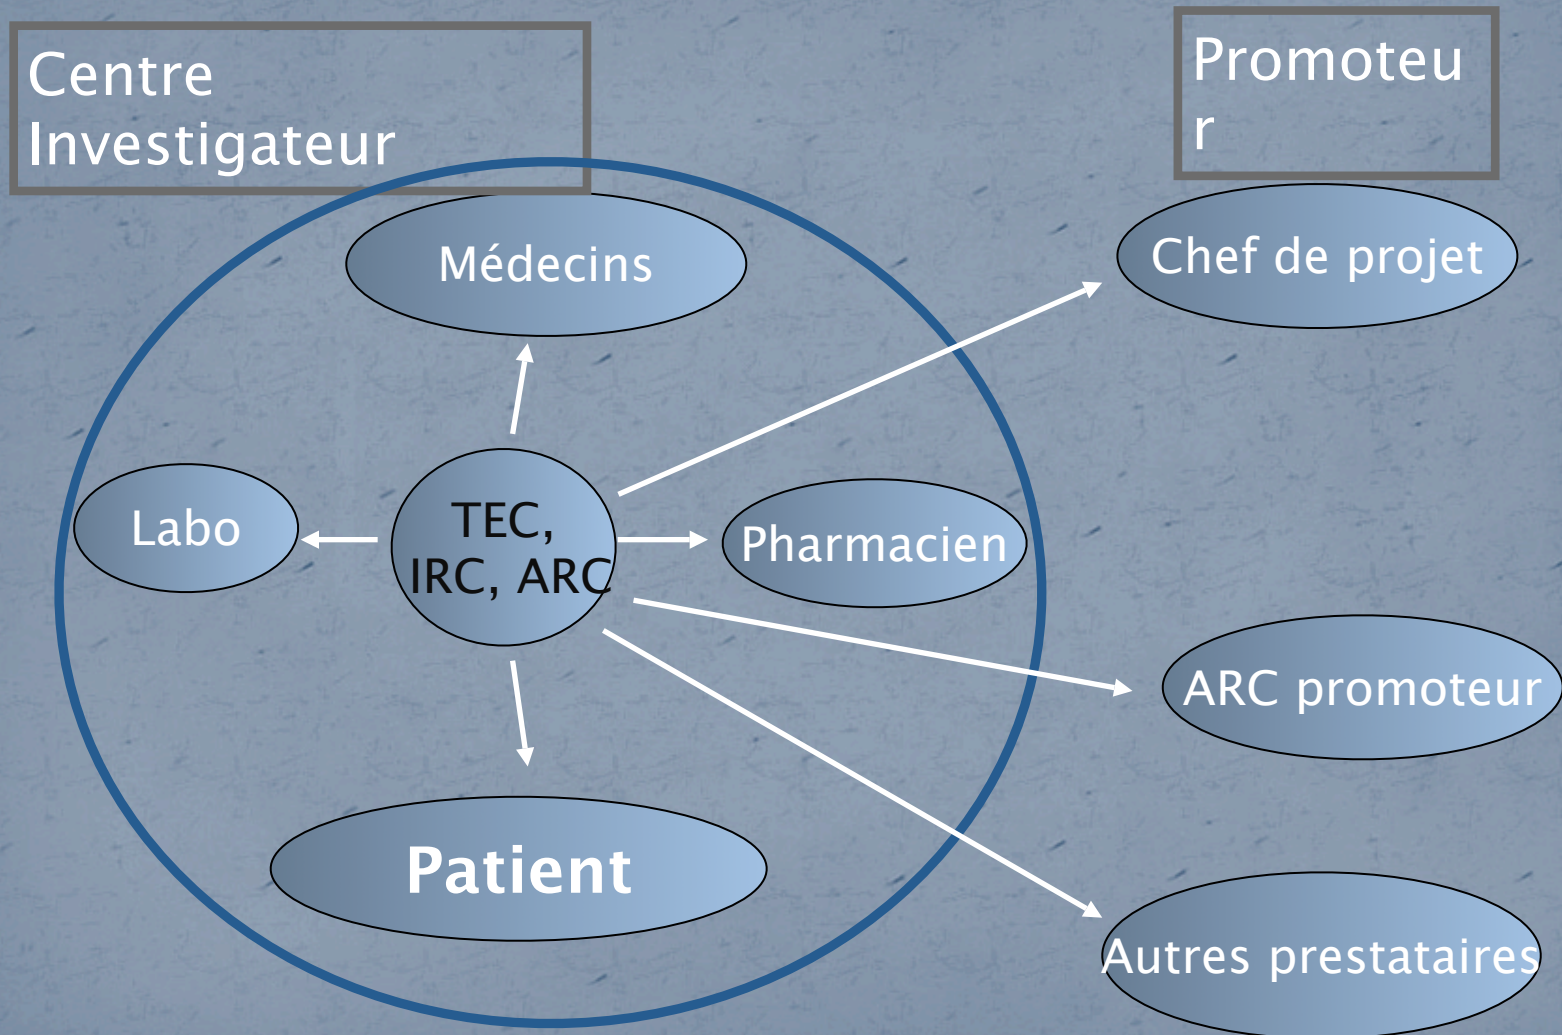 Centre
Investigateur
Promoteu
r
Médecins
Chef de projet
Labo
TEC,
IRC, ARC
Pharmacien
ARC promoteur
Patient
Autres prestataires